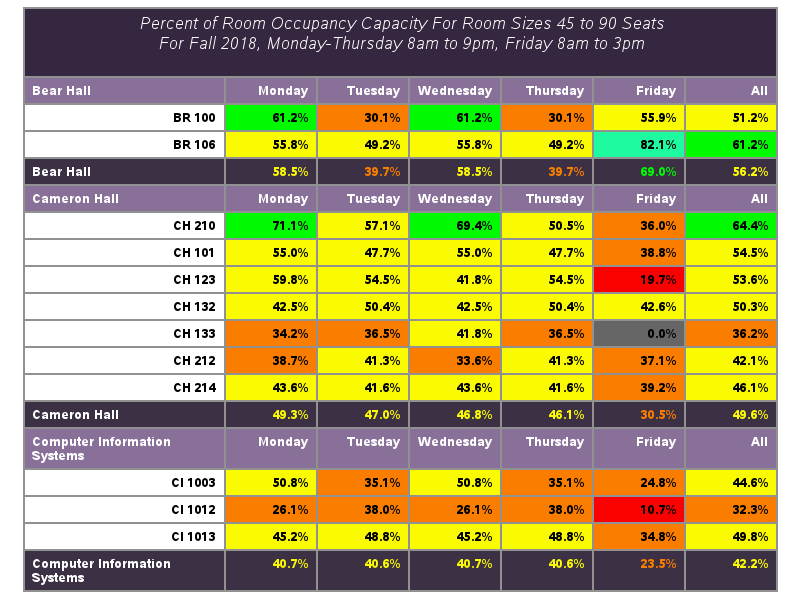 Percent of Room Occupancy Capacity For Room Sizes 45 to 90 Seats
For Fall 2018, Monday-Thursday 8am to 9pm, Friday 8am to 3pm
Bear Hall Monday Tuesday Wednesday Thursday Friday All
BR 100 61.2% 30.1% 61.2% 30.1% 55.9% 51.2%
BR 106 55.8% 49.2% 55.8% 49.2% 82.1% 61.2%
Bear Hall 58.5% 39.7% 58.5% 39.7% 69.0% 56.2%
Cameron Hall Monday Tuesday Wednesday Thursday Friday All
CH 210 71.1% 57.1% 69.4% 50.5% 36.0% 64.4%
CH 101 55.0% 47.7% 55.0% 47.7% 38.8% 54.5%
CH 123 59.8% 54.5% 41.8% 54.5% 19.7% 53.6%
CH 132 42.5% 50.4% 42.5% 50.4% 42.6% 50.3%
CH 133 34.2% 36.5% 41.8% 36.5% 0.0% 36.2%
CH 212 38.7% 41.3% 33.6% 41.3% 37.1% 42.1%
CH 214 43.6% 41.6% 43.6% 41.6% 39.2% 46.1%
Cameron Hall 49.3% 47.0% 46.8% 46.1% 30.5% 49.6%
Computer Information Monday Tuesday Wednesday Thursday Friday All
Systems
CI 1003 50.8% 35.1% 50.8% 35.1% 24.8% 44.6%
CI 1012 26.1% 38.0% 26.1% 38.0% 10.7% 32.3%
CI 1013 45.2% 48.8% 45.2% 48.8% 34.8% 49.8%
Computer Information 40.7% 40.6% 40.7% 40.6% 23.5% 42.2%
Systems